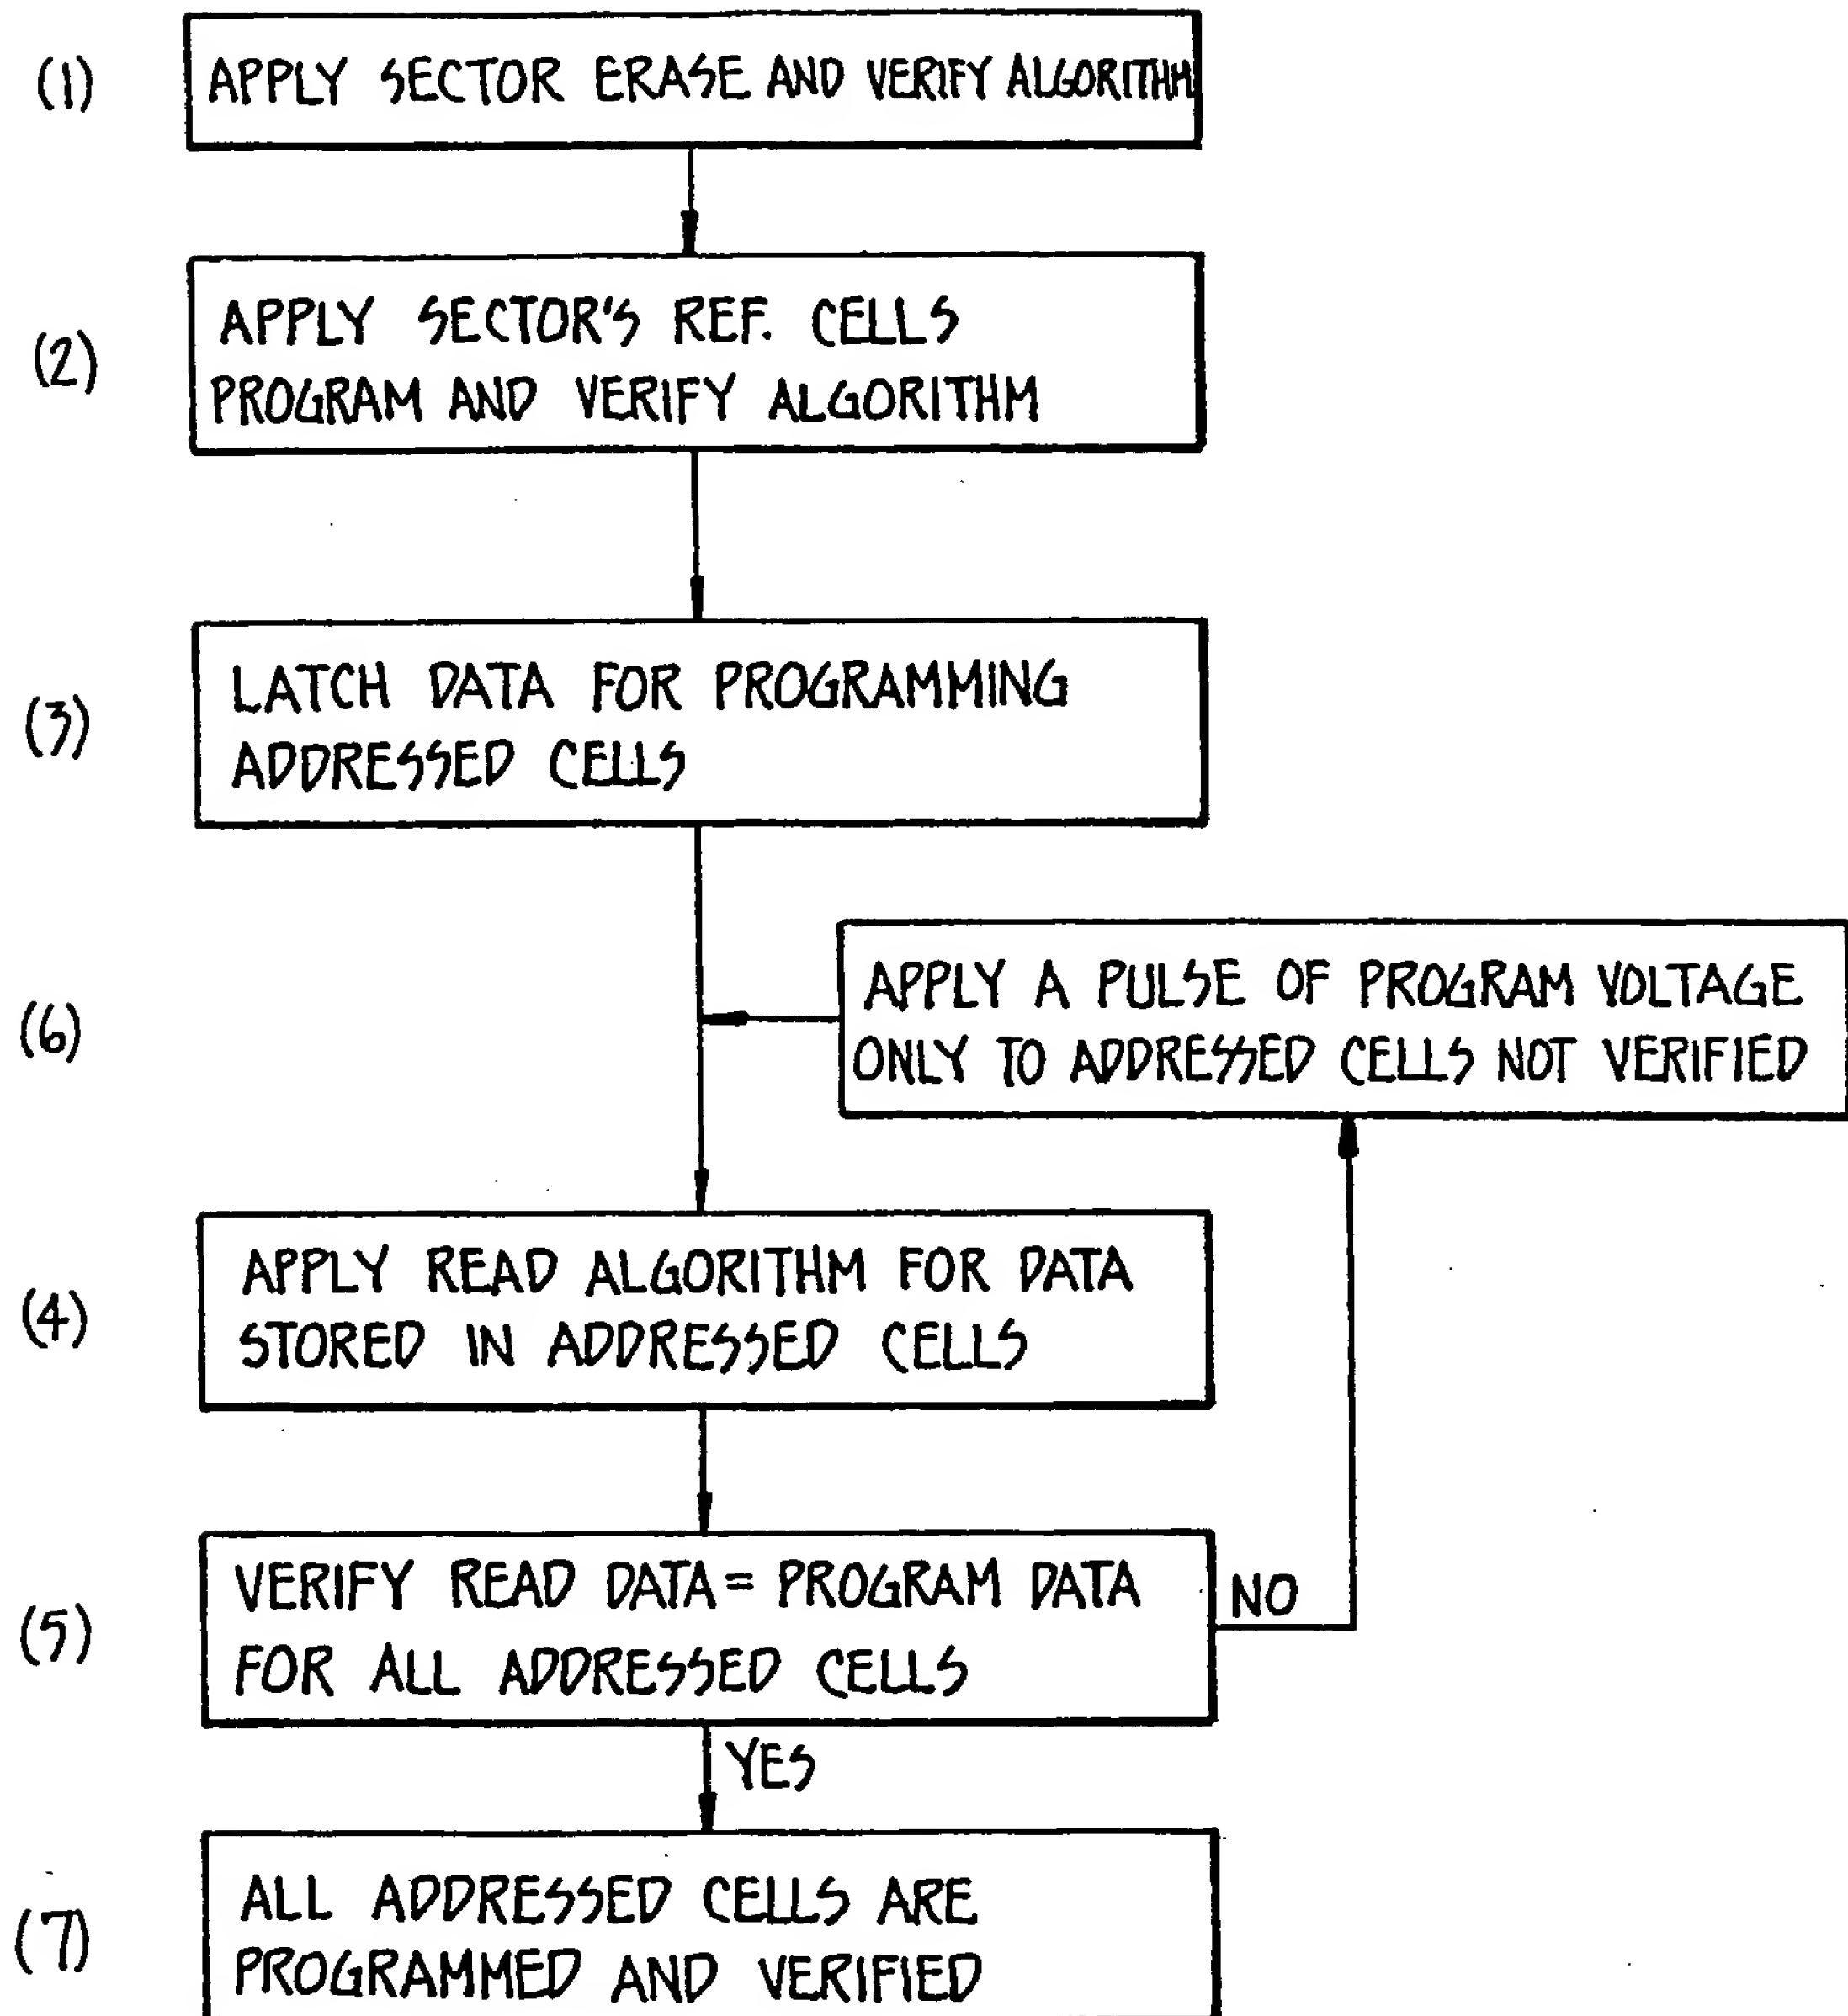 (1)
APPLY SECTOR ERASE AND VERIFY ALGORITHM
(2)
APPLY SECTOR'S REF. CELLS
PROGRAM AND VERIFY ALGORITHM
(3)
LATCH DATA FOR PROGRAMMING
ADDRESSED CELLS
(6)
APPLY A PULSE OF PROGRAM VOLTAGE
ONLY TO ADDRESSED CELLS NOT VERIFIED
(4)
APPLY READ ALGORITHM FOR DATA
STORED IN ADDRESSED CELLS
(5)
VERIFY READ DATA = PROGRAM DATA
FOR ALL ADDRESSED CELLS
NO
YES
(7)
ALL ADDRESSED CELLS ARE
PROGRAMMED AND VERIFIED